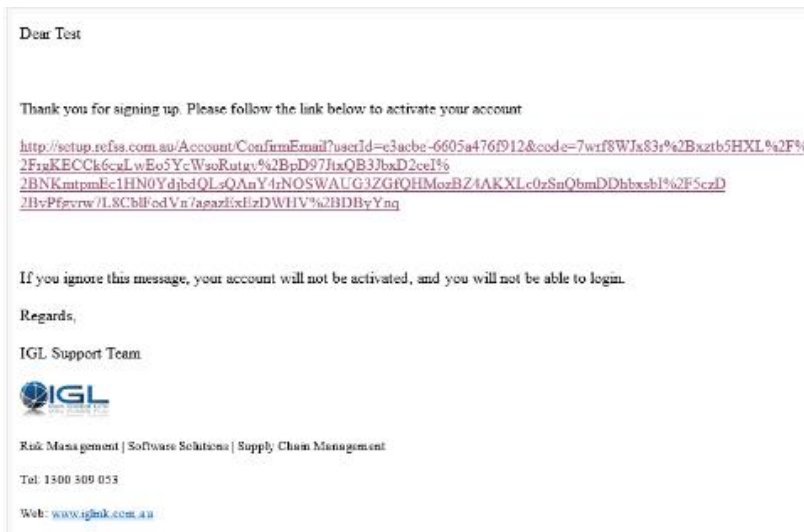 Dear Test
Thank you for signing up. Please follow the link below to activate your account
http://setup.refss.com.au/Account/ConfirmEmail?userId=e3acbe-6605a476f912&code=7wrf8WJx83r%2Bxztb5HXL%2F%
2FrgKECCk6cgLwEo5YcWsoRutgv%2BpD97JtxQB3JbxD2ceI%
2BNKmtpmEc1HN0YdjbdQLsQAnY4rNOSWAUG3ZGfQHMozBZ4AKXLc0zSnQbmDDhbxsbI%2F5czD
2BvPfgvrw7L8CblFodVn7agazExEzDWHV%2BDByYnq
If you ignore this message, your account will not be activated, and you will not be able to login.
Regards,
IGL Support Team
IGL
Risk Management | Software Solutions | Supply Chain Management
Tel: 1300 309 053
Web: www.iglink.com.au